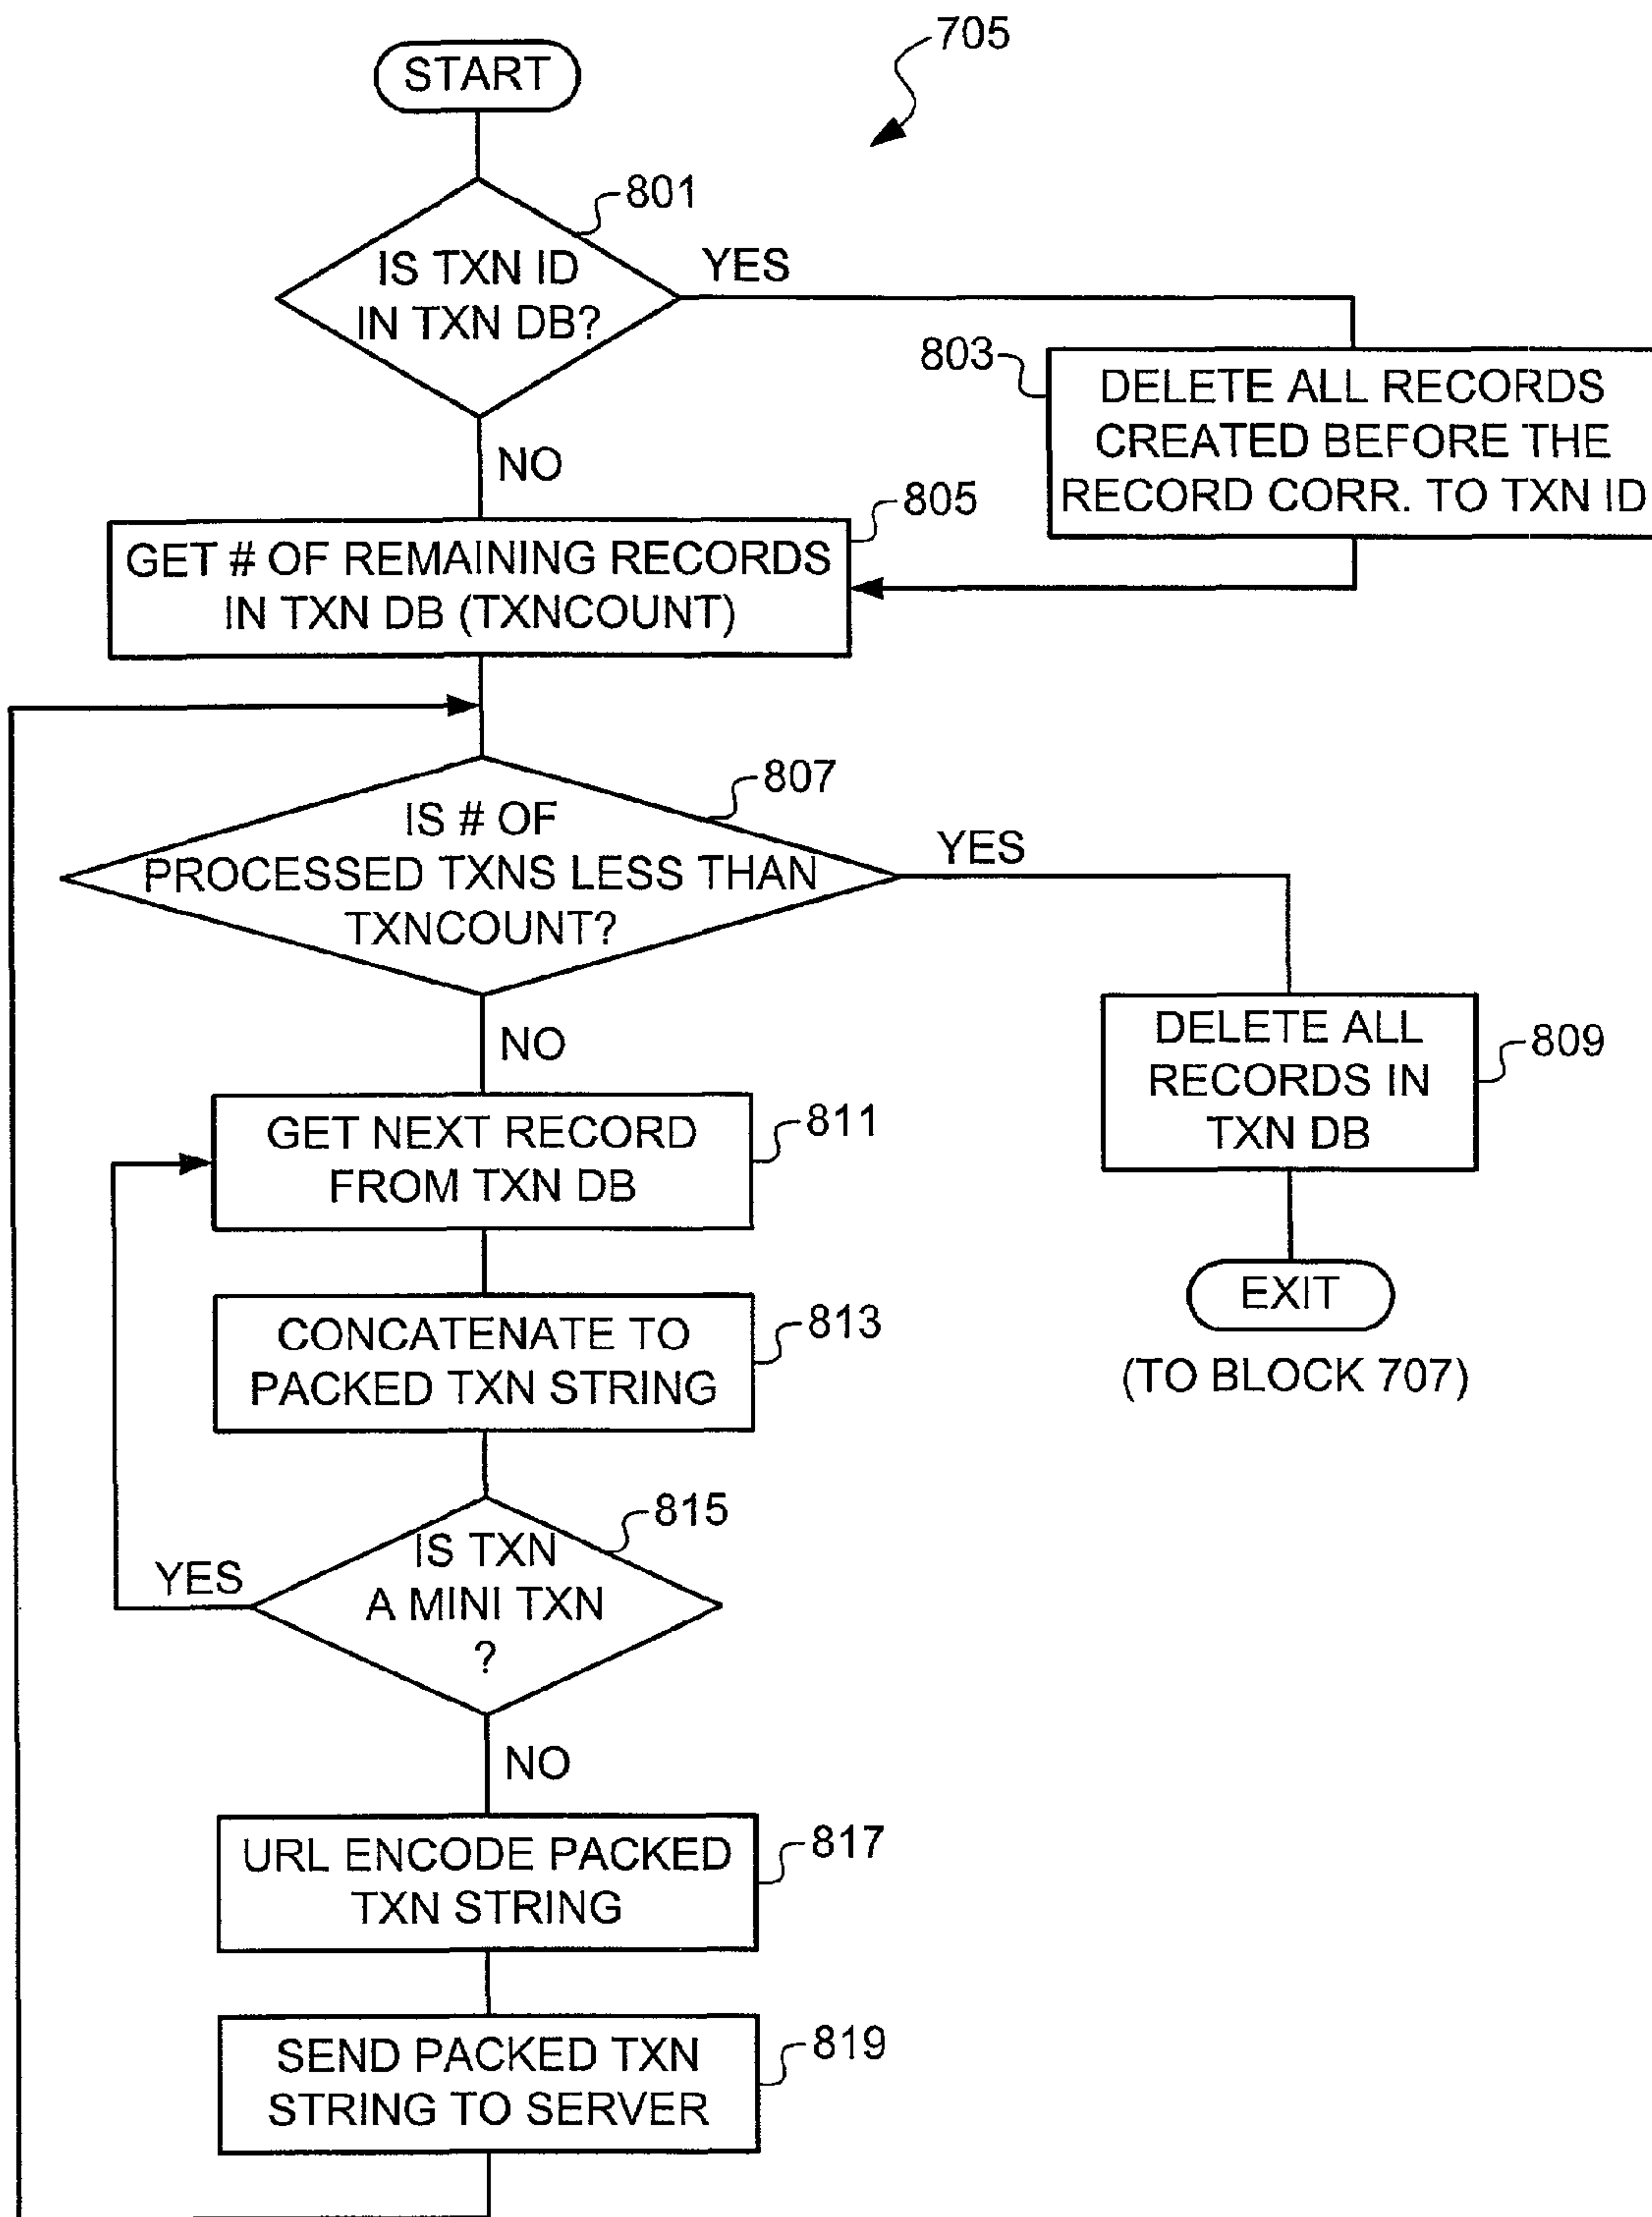 705
START
801
IS TXN ID
IN TXN DB?
YES
NO
803
DELETE ALL RECORDS
CREATED BEFORE THE
RECORD CORR. TO TXN ID
805
GET # OF REMAINING RECORDS
IN TXN DB (TXNCOUNT)
807
IS # OF
PROCESSED TXNS LESS THAN
TXNCOUNT?
YES
NO
DELETE ALL
RECORDS IN
TXN DB
809
EXIT
(TO BLOCK 707)
GET NEXT RECORD
FROM TXN DB
811
CONCATENATE TO
PACKED TXN STRING
813
815
IS TXN
A MINI TXN
?
YES
NO
URL ENCODE PACKED
TXN STRING
817
SEND PACKED TXN
STRING TO SERVER
819